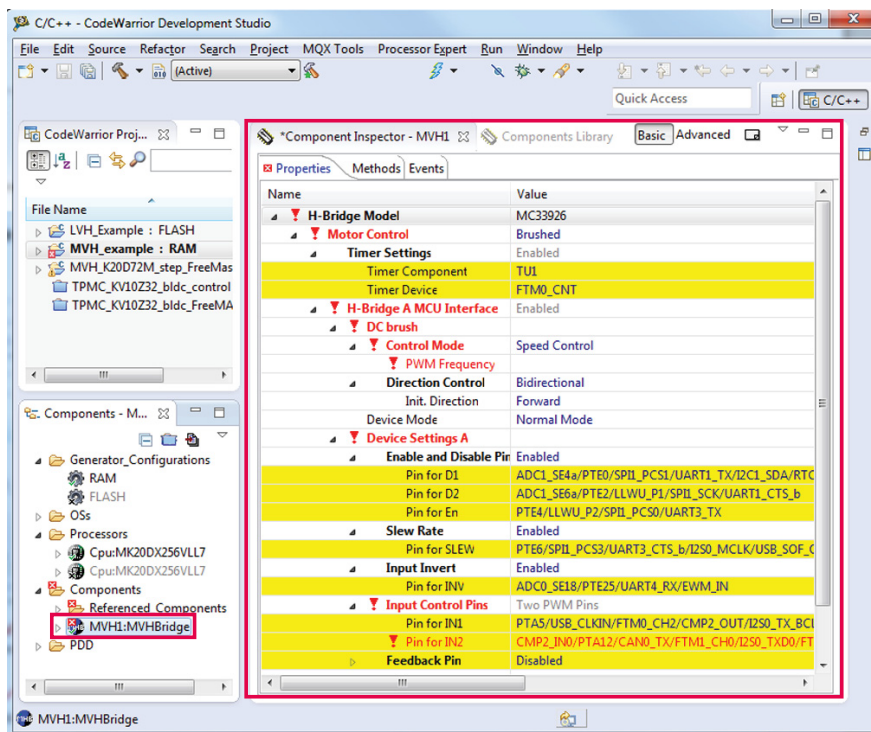 C/C++ - CodeWarrior Development Studio
File Edit Source Refactor Search Project MQX Tools Processor Expert Run Window Help
(Active)
Quick Access
C/C++
CodeWarrior Proj...
File Name
LVH_Example : FLASH
MVH_example : RAM
MVH_K20D72M_step_FreeMas
TPMC_KV10Z32_bldc_control
TPMC_KV10Z32_bldc_FreeMA
Components - M...
Generator_Configurations
RAM
FLASH
OSs
Processors
Cpu:MK20DX256VLL7
Cpu:MK20DX256VLL7
Components
Referenced_Components
MVH1:MVHBridge
PDD
*Component Inspector - MVH1 Components Library Basic Advanced
Properties Methods Events
Name Value
H-Bridge Model MC33926
Motor Control Brushed
Timer Settings Enabled
Timer Component TU1
Timer Device FTM0_CNT
H-Bridge A MCU Interface Enabled
DC brush
Control Mode Speed Control
PWM Frequency
Direction Control Bidirectional
Init. Direction Forward
Device Mode Normal Mode
Device Settings A
Enable and Disable Pin Enabled
Pin for D1 ADC1_SE4a/PTE0/SPI1_PCS1/UART1_TX/I2C1_SDA/RTC
Pin for D2 ADC1_SE6a/PTE2/LLWU_P1/SPI1_SCK/UART1_CTS_b
Pin for En PTE4/LLWU_P2/SPI1_PCS0/UART3_TX
Slew Rate Enabled
Pin for SLEW PTE6/SPI1_PCS3/UART3_CTS_b/I2S0_MCLK/USB_SOF_O
Input Invert Enabled
Pin for INV ADC0_SE18/PTE25/UART4_RX/EWM_IN
Input Control Pins Two PWM Pins
Pin for IN1 PTA5/USB_CLKIN/FTM0_CH2/CMP2_OUT/I2S0_TX_BCL
Pin for IN2 CMP2_IN0/PTA12/CAN0_TX/FTM1_CH0/I2S0_TXD0/FT
Feedback Pin Disabled
MVH1:MVHBridge